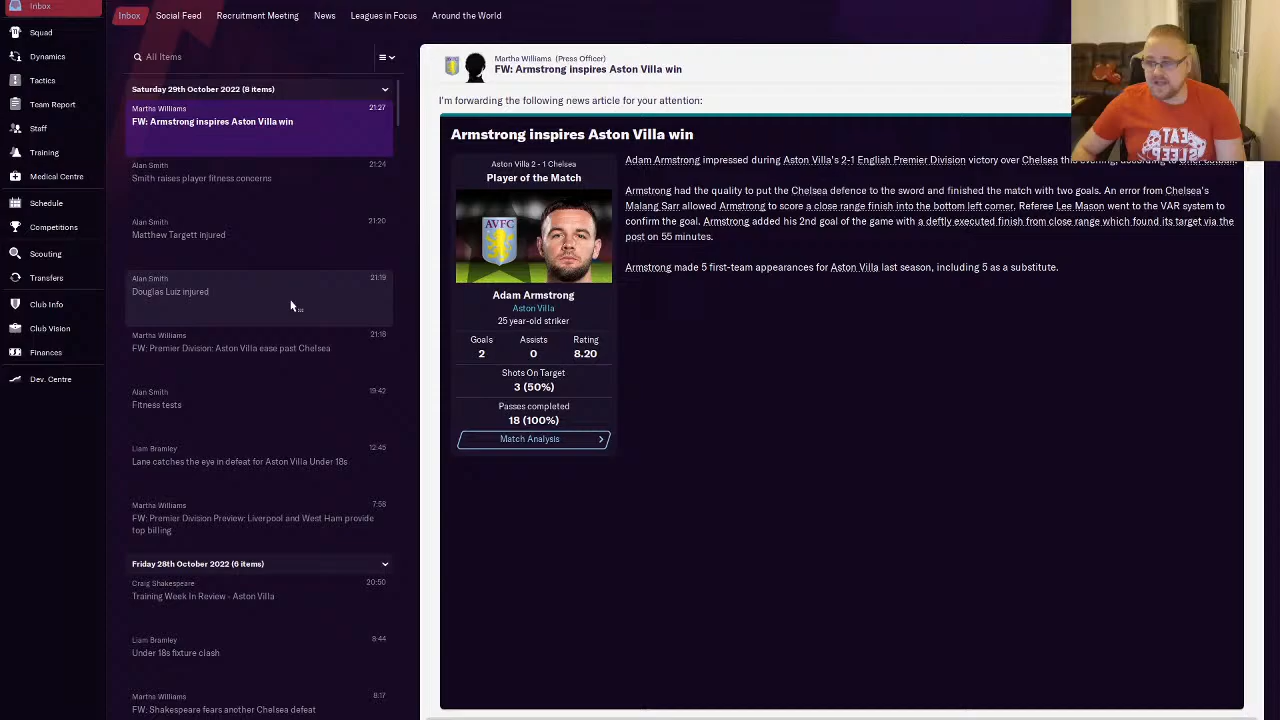 Inbox
Squad
Dynamics
Tactics
Team Report
Staff
Training
Medical Centre
Schedule
Competitions
Scouting
Transfers
Club Info
Club Vision
Finances
Dev. Centre
Inbox Social Feed Recruitment Meeting News Leagues in Focus Around the World
All Items
Saturday 29th October 2022 (8 items)
Martha Williams 21:27
FW: Armstrong inspires Aston Villa win
Alan Smith 21:24
Smith raises player fitness concerns
Alan Smith 21:20
Matthew Targett injured
Alan Smith 21:19
Douglas Luiz injured
Martha Williams 21:18
FW: Premier Division: Aston Villa ease past Chelsea
Alan Smith 19:42
Fitness tests
Liam Bramley 12:45
Lane catches the eye in defeat for Aston Villa Under 18s
Martha Williams 7:56
FW: Premier Division Preview: Liverpool and West Ham provide
top billing
Friday 28th October 2022 (6 items)
Craig Shakespeare 20:50
Training Week In Review - Aston Villa
Liam Bramley 8:44
Under 18s fixture clash
Martha Williams 8:17
FW: Shakespeare fears another Chelsea defeat
Martha Williams (Press Officer)
FW: Armstrong inspires Aston Villa win
I'm forwarding the following news article for your attention:
Armstrong inspires Aston Villa win
Aston Villa 2 - 1 Chelsea
Player of the Match
AVFC
Adam Armstrong
Aston Villa
25 year-old striker
Goals Assists Rating
2 0 8.20
Shots On Target
3 (50%)
Passes completed
18 (100%)
Match Analysis
Adam Armstrong impressed during Aston Villa's 2-1 English Premier Division victory over Chelsea this evening, according to
Armstrong had the quality to put the Chelsea defence to the sword and finished the match with two goals. An error from Chelsea's
Malang Sarr allowed Armstrong to score a close range finish into the bottom left corner. Referee Lee Mason went to the VAR system to
confirm the goal. Armstrong added his 2nd goal of the game with a deftly executed finish from close range which found its target via the
post on 55 minutes.
Armstrong made 5 first-team appearances for Aston Villa last season, including 5 as a substitute.
EAT
SLEEP